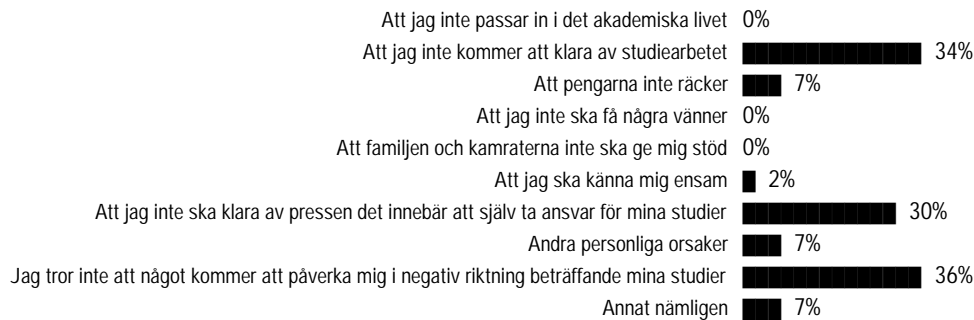 Att jag inte passar in i det akademiska livet 0%
Att jag inte kommer att klara av studiearbetet 34%
Att pengarna inte räcker 7%
Att jag inte ska få några vänner 0%
Att familjen och kamraterna inte ska ge mig stöd 0%
Att jag ska känna mig ensam 2%
Att jag inte ska klara av pressen det innebär att själv ta ansvar för mina studier 30%
Andra personliga orsaker 7%
Jag tror inte att något kommer att påverka mig i negativ riktning beträffande mina studier 36%
Annat nämligen 7%